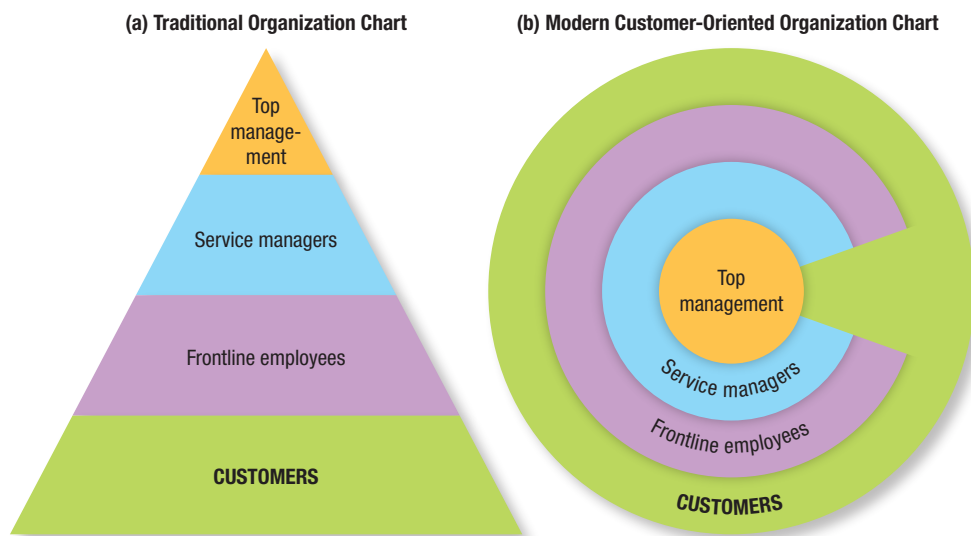 (a) Traditional Organization Chart
Top
manage-
ment
Service managers
Frontline employees
CUSTOMERS
(b) Modern Customer-Oriented Organization Chart
Top
management
Service managers
Frontline employees
CUSTOMERS